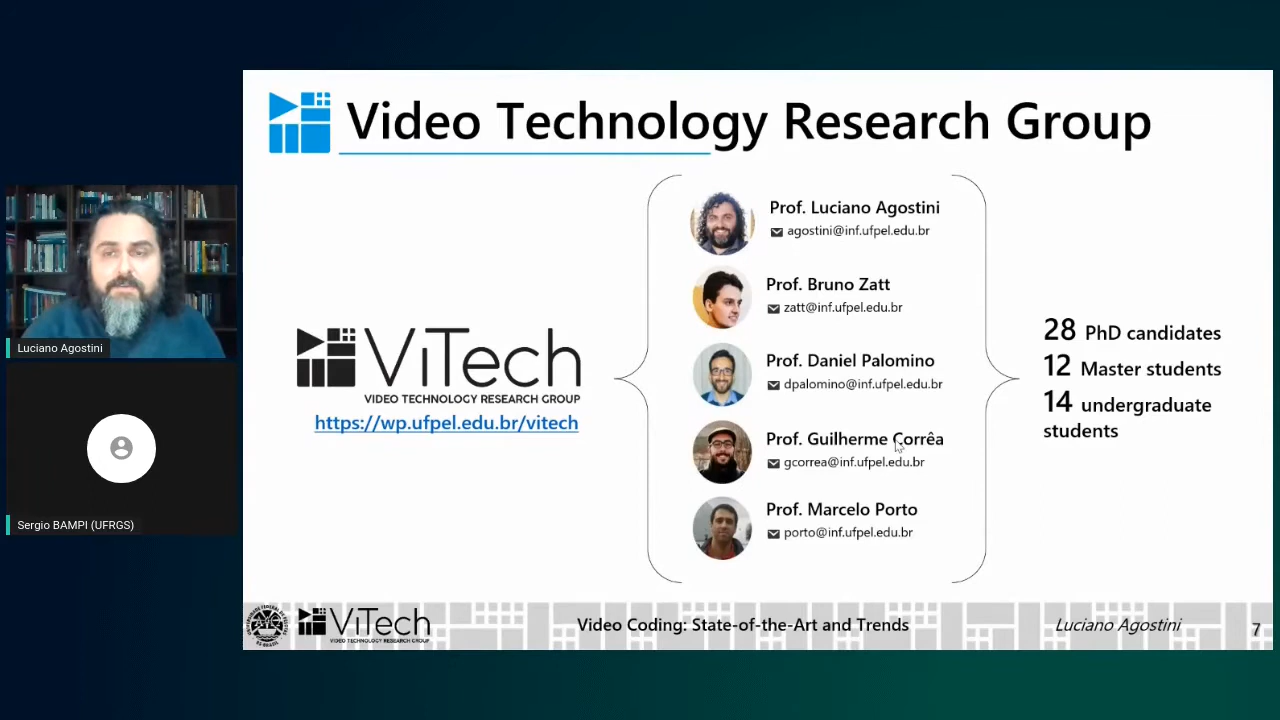 Video Technology Research Group
Luciano Agostini
Sergio BAMPI (UFRGS)
ViTech
VIDEO TECHNOLOGY RESEARCH GROUP
https://wp.ufpel.edu.br/vitech
Prof. Luciano Agostini
agostini@inf.ufpel.edu.br
Prof. Bruno Zatt
zatt@inf.ufpel.edu.br
Prof. Daniel Palomino
dpalomino@inf.ufpel.edu.br
Prof. Guilherme Corrêa
gcorrea@inf.ufpel.edu.br
Prof. Marcelo Porto
porto@inf.ufpel.edu.br
28 PhD candidates
12 Master students
14 undergraduate
students
ViTech
VIDEO TECHNOLOGY RESEARCH GROUP
Video Coding: State-of-the-Art and Trends
Luciano Agostini
7